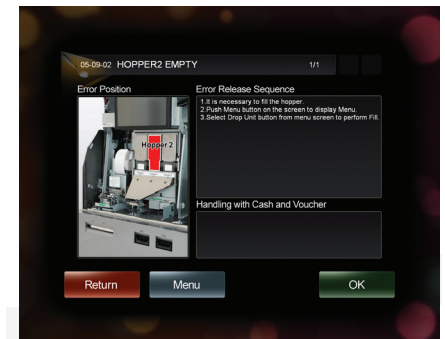 05-09-02 HOPPER2 EMPTY 1/1
Error Position
Error Release Sequence
Hopper 2
1.It is necessary to fill the hopper.
2.Push Menu button on the screen to display Menu.
3.Select Drop Unit button from menu screen to perform Fill.
Handling with Cash and Voucher
Return
Menu
OK